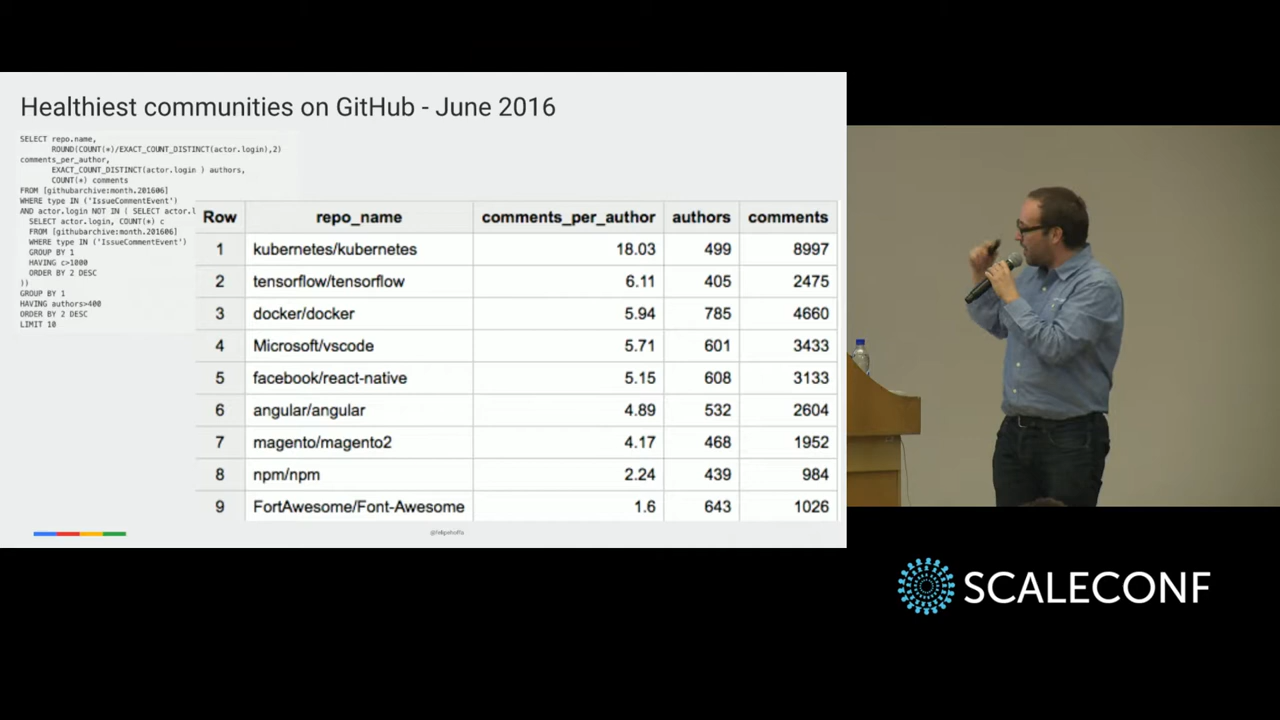 Healthiest communities on GitHub - June 2016
SELECT repo.name,
ROUND(COUNT(*)/EXACT_COUNT_DISTINCT(actor.login),2)
comments_per_author,
EXACT_COUNT_DISTINCT(actor.login ) authors,
COUNT(*) comments
FROM [githubarchive:month.201606]
WHERE type IN ('IssueCommentEvent')
AND actor.login NOT IN ( SELECT actor.l
SELECT actor.login, COUNT(*) c
FROM [githubarchive:month.201606]
WHERE type IN ('IssueCommentEvent')
GROUP BY 1
HAVING c>1000
ORDER BY 2 DESC
))
GROUP BY 1
HAVING authors>400
ORDER BY 2 DESC
LIMIT 10
Row repo_name comments_per_author authors comments
1 kubernetes/kubernetes 18.03 499 8997
2 tensorflow/tensorflow 6.11 405 2475
3 docker/docker 5.94 785 4660
4 Microsoft/vscode 5.71 601 3433
5 facebook/react-native 5.15 608 3133
6 angular/angular 4.89 532 2604
7 magento/magento2 4.17 468 1952
8 npm/npm 2.24 439 984
9 FortAwesome/Font-Awesome 1.6 643 1026
@felipehoffa
SCALECONF